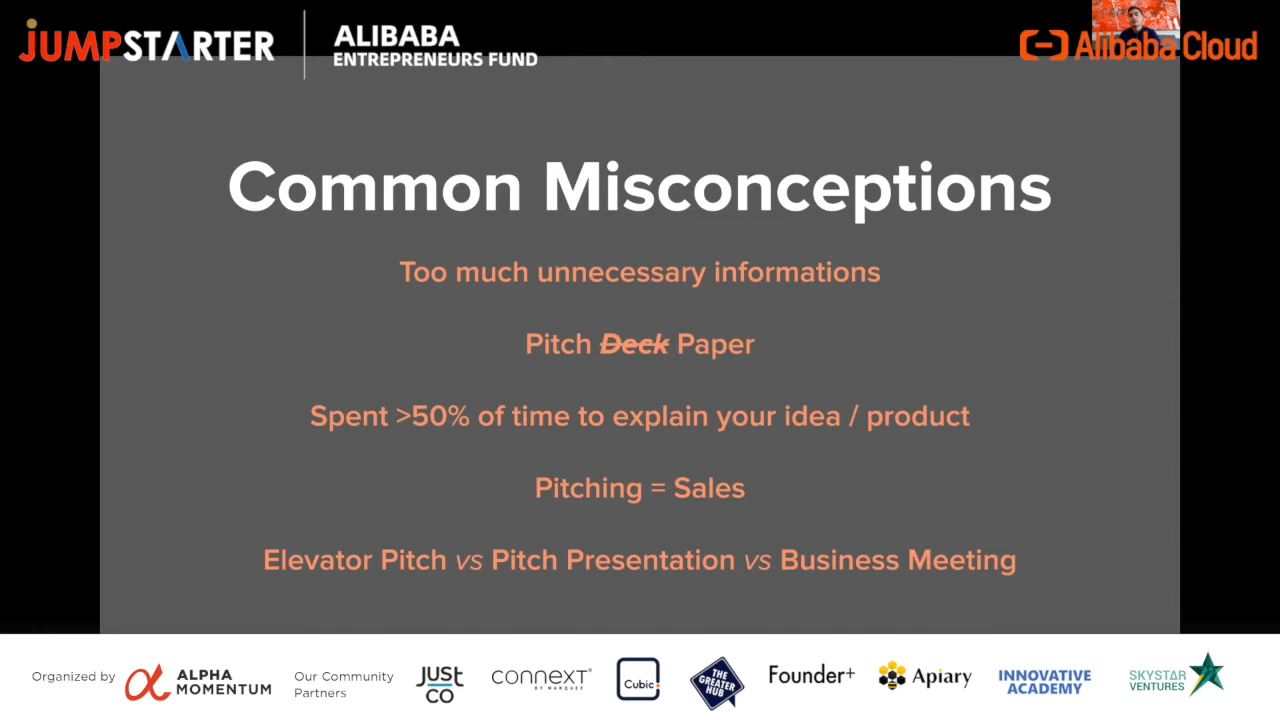 JUMPSTARTER
ALIBABA
ENTREPRENEURS FUND
Alibaba Cloud
Common Misconceptions
Too much unnecessary informations
Pitch Deck Paper
Spent >50% of time to explain your idea / product
Pitching = Sales
Elevator Pitch vs Pitch Presentation vs Business Meeting
Organized by
ALPHA
MOMENTUM
Our Community
Partners
JUST
CO
CONNEXT
BY MARQUEE
Cubic
THE
GREATER
HUB
Founder+
Apiary
INNOVATIVE
ACADEMY
SKYSTAR
VENTURES